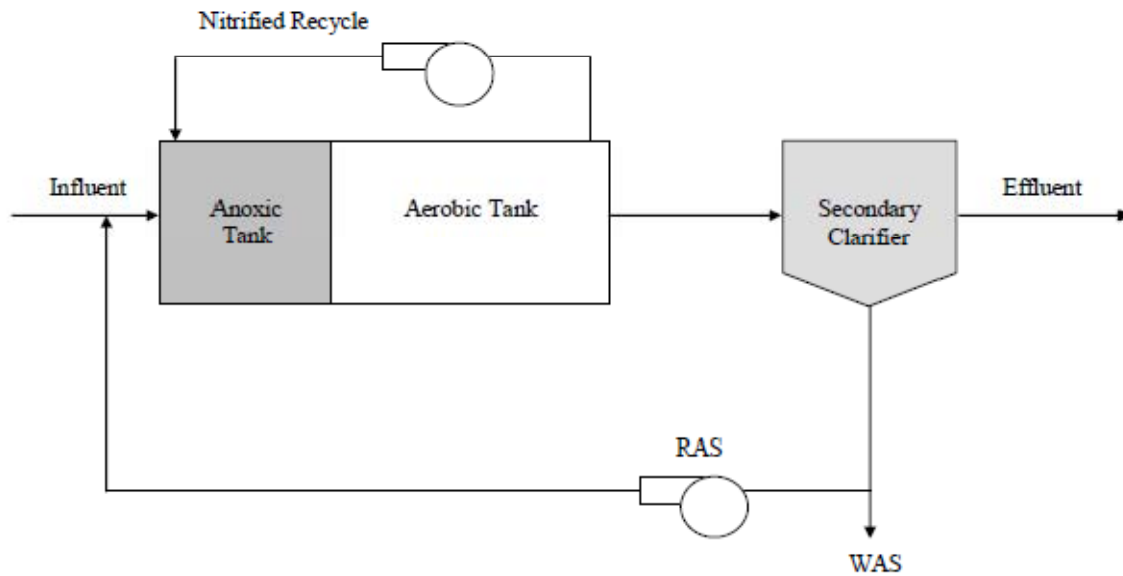 Nitrified Recycle
Influent
Anoxic
Tank
Aerobic Tank
Secondary
Clarifier
Effluent
RAS
WAS